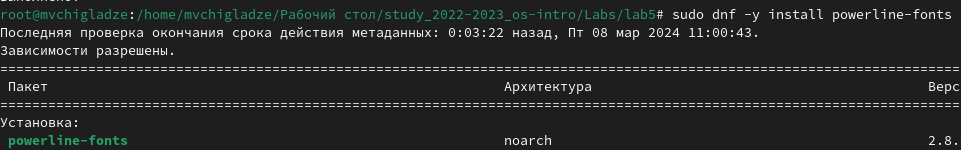 root@mvchigladze:/home/mvchigladze/Рабочий стол/study_2022-2023_os-intro/Labs/lab5# sudo dnf -y install powerline-fonts
Последняя проверка окончания срока действия метаданных: 0:03:22 назад, Пт 08 мар 2024 11:00:43.
Зависимости разрешены.
Пакет Архитектура Верс
Установка:
powerline-fonts noarch 2.8.